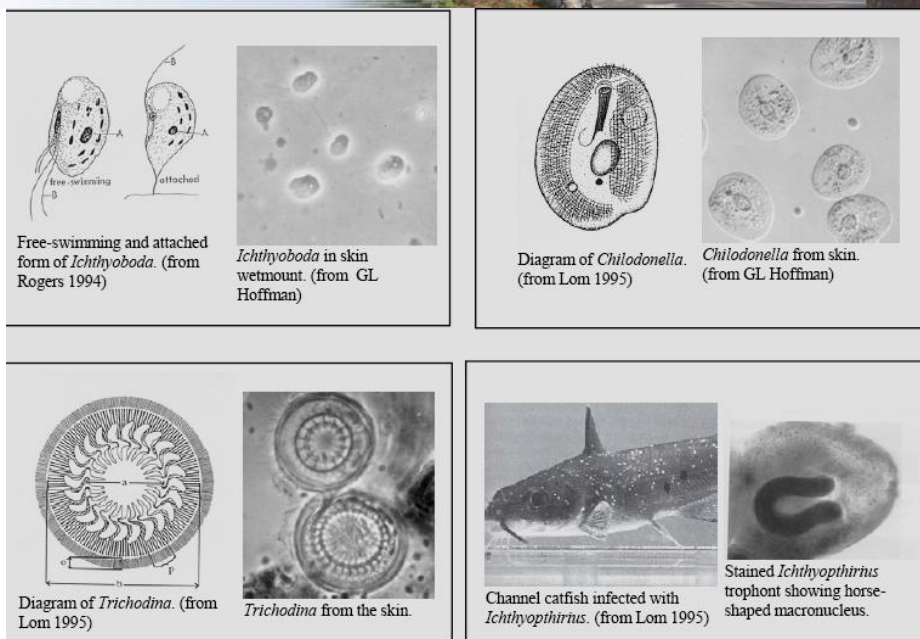 B
A
free-swimming
B
A
attached
Free-swimming and attached
form of Ichthyoboda. (from
Rogers 1994)
Ichthyoboda in skin
wetmount. (from GL
Hoffman)
Diagram of Chilodonella.
(from Lom 1995)
Chilodonella from skin.
(from GL Hoffman)
a
e
b
p
Diagram of Trichodina. (from
Lom 1995)
Trichodina from the skin.
Channel catfish infected with
Ichthyopthirius. (from Lom 1995)
Stained Ichthyopthirius
trophont showing horse-
shaped macronucleus.